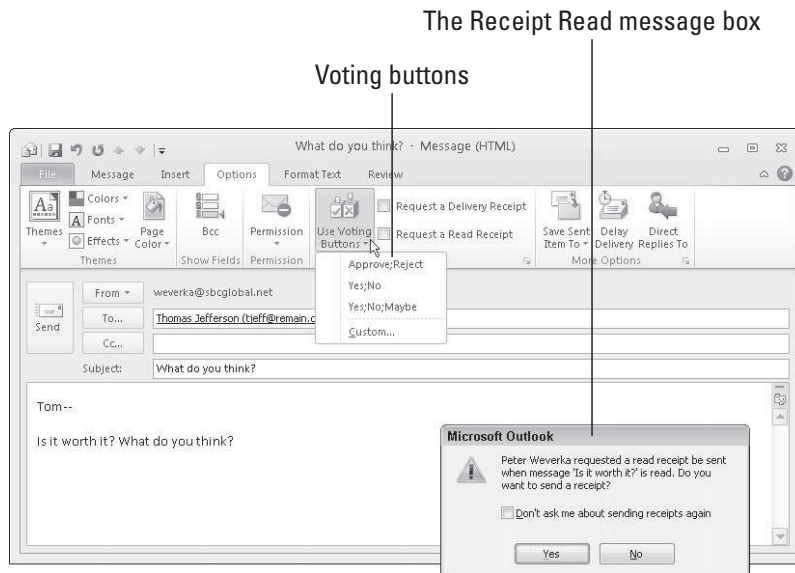 The Receipt Read message box
Voting buttons
What do you think? - Message (HTML)
File Message Insert Options Format Text Review
Aa Colors
A Fonts
Effects
Themes
Page Color
Bcc
Permission
Use Voting Buttons
Request a Delivery Receipt
Request a Read Receipt
Save Sent Item To
Delay Delivery
Direct Replies To
Themes Show Fields Permission More Options
Approve;Reject
Yes;No
Yes;No;Maybe
Custom...
Send
From weverka@sbcglobal.net
To... Thomas Jefferson (tjeff@remain.c
Cc...
Subject: What do you think?
Tom--
Is it worth it? What do you think?
Microsoft Outlook
Peter Weverka requested a read receipt be sent
when message 'Is it worth it?' is read. Do you
want to send a receipt?
Don't ask me about sending receipts again
Yes No